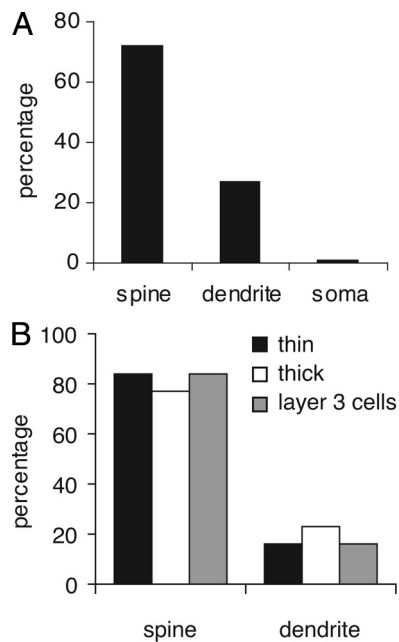 A
80
60
40
20
0
percentage
spine dendrite soma
B
100
80
60
40
20
0
percentage
thin
thick
layer 3 cells
spine dendrite